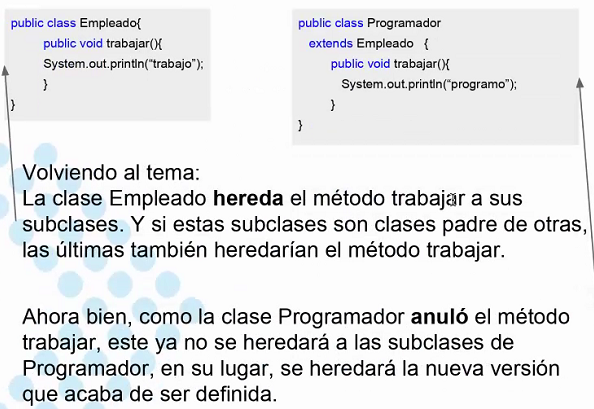 public class Empleado{
public void trabajar(){
System.out.println(“trabajo”);
}
}
public class Programador
extends Empleado {
public void trabajar(){
System.out.println(“programo”);
}
}
Volviendo al tema:
La clase Empleado hereda el método trabajar a sus
subclases. Y si estas subclases son clases padre de otras,
las últimas también heredarían el método trabajar.
Ahora bien, como la clase Programador anuló el método
trabajar, este ya no se heredará a las subclases de
Programador, en su lugar, se heredará la nueva versión
que acaba de ser definida.